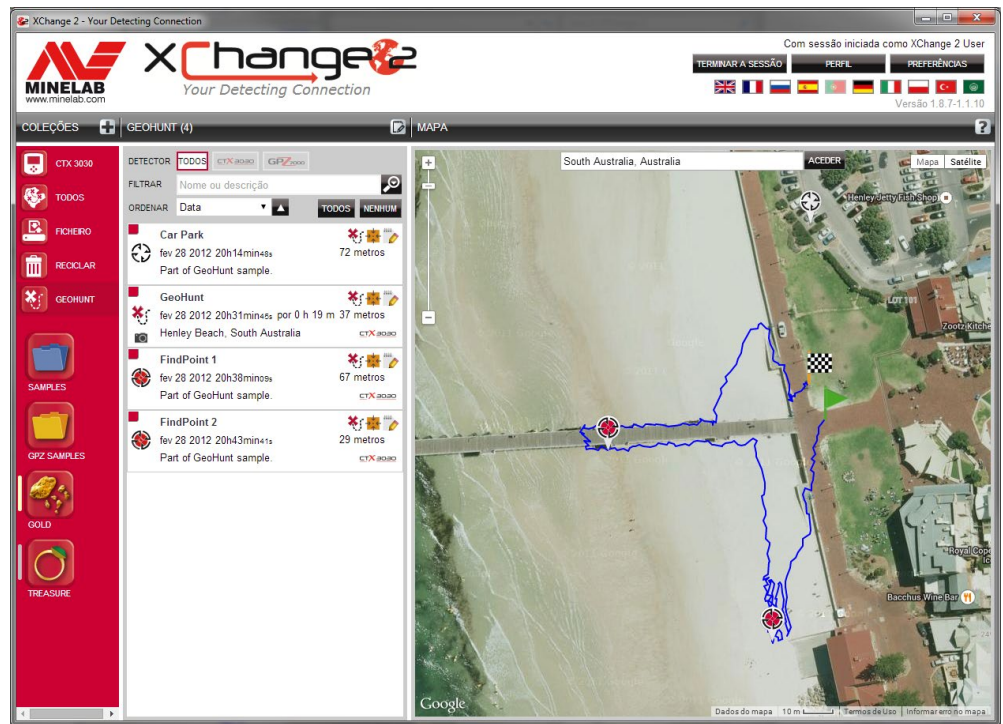 XChange 2 - Your Detecting Connection
MINELAB
www.minelab.com
XChange2
Your Detecting Connection
Com sessão iniciada como XChange 2 User
TERMINAR A SESSÃO PERFIL PREFERÊNCIAS
Versão 1.8.7-1.1.10
COLEÇÕES GEOHUNT (4) MAPA ?
CTX 3030
TODOS
FICHEIRO
RECICLAR
GEOHUNT
SAMPLES
GPZ SAMPLES
GOLD
TREASURE
DETECTOR TODOS CTX 3030 GPZ 7000
FILTRAR Nome ou descrição
ORDENAR Data TODOS NENHUM
Car Park
fev 28 2012 20h14min48s 72 metros
Part of GeoHunt sample.
GeoHunt
fev 28 2012 20h31min46s por 0 h 19 m 37 metros
Henley Beach, South Australia CTX 3030
FindPoint 1
fev 28 2012 20h38min09s 67 metros
Part of GeoHunt sample. CTX 3030
FindPoint 2
fev 28 2012 20h43min41s 29 metros
Part of GeoHunt sample. CTX 3030
South Australia, Australia ACEDER Mapa Satélite
Henley Jetty Fish Shop
LOT 101
Zootz Kitche
Royal Cope
Bacchus Wine Bar
Google
Dados do mapa 10 m Termos de Uso Informar erro no mapa